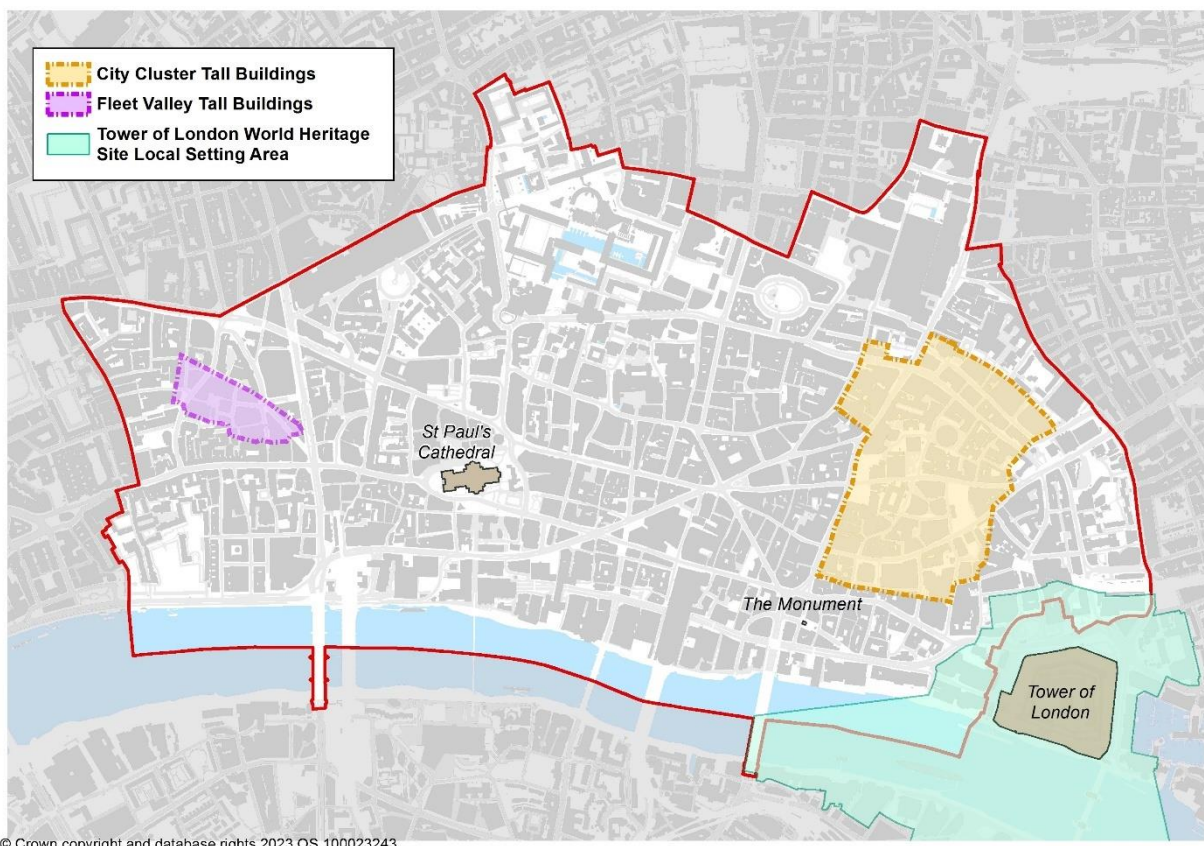 City Cluster Tall Buildings
Fleet Valley Tall Buildings
Tower of London World Heritage
Site Local Setting Area
St Paul's
Cathedral
The Monument
Tower of
London
© Crown copyright and database rights 2023 OS 100023243